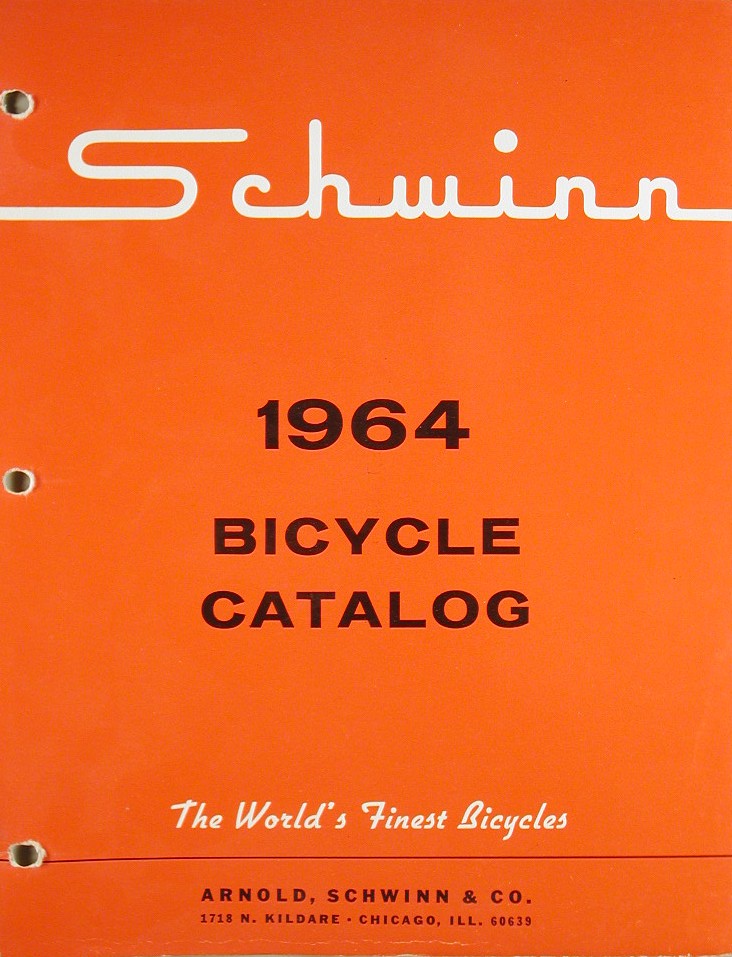 Schwinn
1964
BICYCLE
CATALOG
The World's Finest Bicycles
ARNOLD, SCHWINN & CO.
1718 N. KILDARE · CHICAGO, ILL. 60639